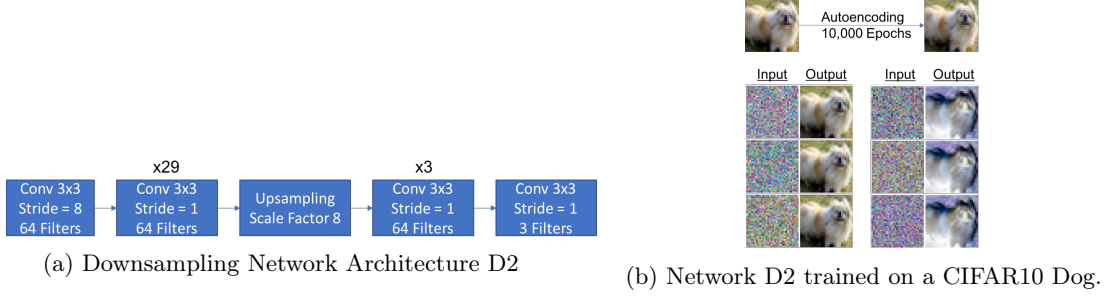 x29
x3
Conv 3x3
Stride = 8
64 Filters
Conv 3x3
Stride = 1
64 Filters
Upsampling
Scale Factor 8
Conv 3x3
Stride = 1
64 Filters
Conv 3x3
Stride = 1
3 Filters
(a) Downsampling Network Architecture D2
Autoencoding
10,000 Epochs
Input Output Input Output
(b) Network D2 trained on a CIFAR10 Dog.